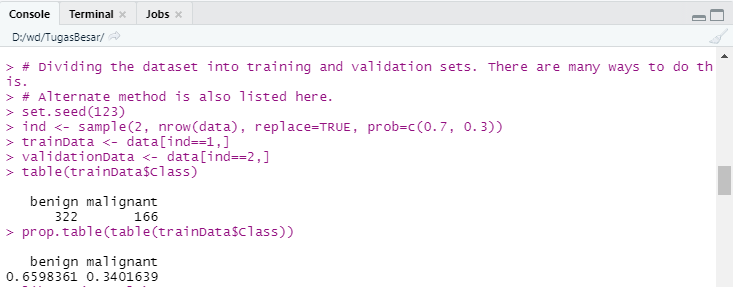 Console Terminal × Jobs ×
D:/wd/TugasBesar/
> # Dividing the dataset into training and validation sets. There are many ways to do th
is.
> # Alternate method is also listed here.
> set.seed(123)
> ind <- sample(2, nrow(data), replace=TRUE, prob=c(0.7, 0.3))
> trainData <- data[ind==1,]
> validationData <- data[ind==2,]
> table(trainData$Class)
benign malignant
322 166
> prop.table(table(trainData$Class))
benign malignant
0.6598361 0.3401639